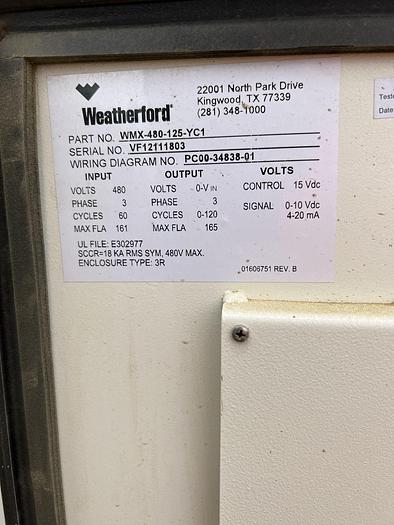 Weatherford
22001 North Park Drive
Kingwood, TX 77339
(281) 348-1000
PART NO. WMX-480-125-YC1
SERIAL NO. VF12111803
WIRING DIAGRAM NO. PC00-34838-01
INPUT OUTPUT VOLTS
VOLTS 480 VOLTS 0-V IN CONTROL 15 Vdc
PHASE 3 PHASE 3 SIGNAL 0-10 Vdc
CYCLES 60 CYCLES 0-120 4-20 mA
MAX FLA 161 MAX FLA 165
UL FILE: E302977
SCCR=18 KA RMS SYM, 480V MAX.
ENCLOSURE TYPE: 3R
01606751 REV. B
Date